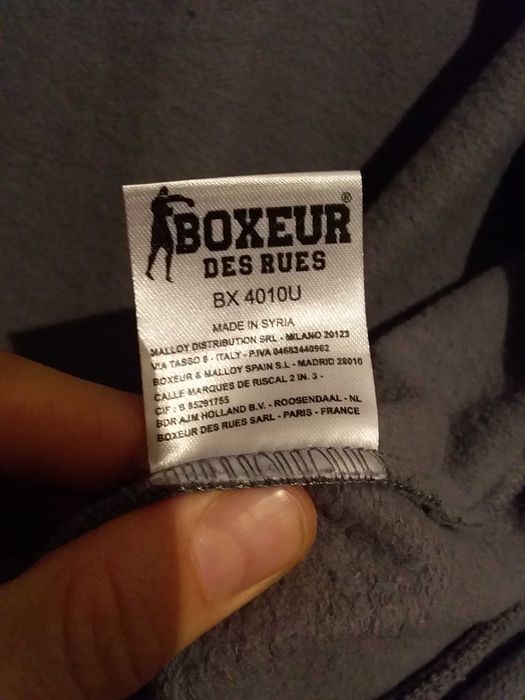 BOXEUR®
DES RUES
BX 4010U
MADE IN SYRIA
MALLOY DISTRIBUTION SRL - MILANO 20123
VIA TASSO 8 - ITALY - P.IVA 04683440962
BOXEUR & MALLOY SPAIN S.L - MADRID 28010
CALLE MARQUES DE RISCAL 2 IN. 3 -
CIF : B 85291755
BDR AJM HOLLAND B.V. - ROOSENDAAL - NL
BOXEUR DES RUES SARL - PARIS - FRANCE